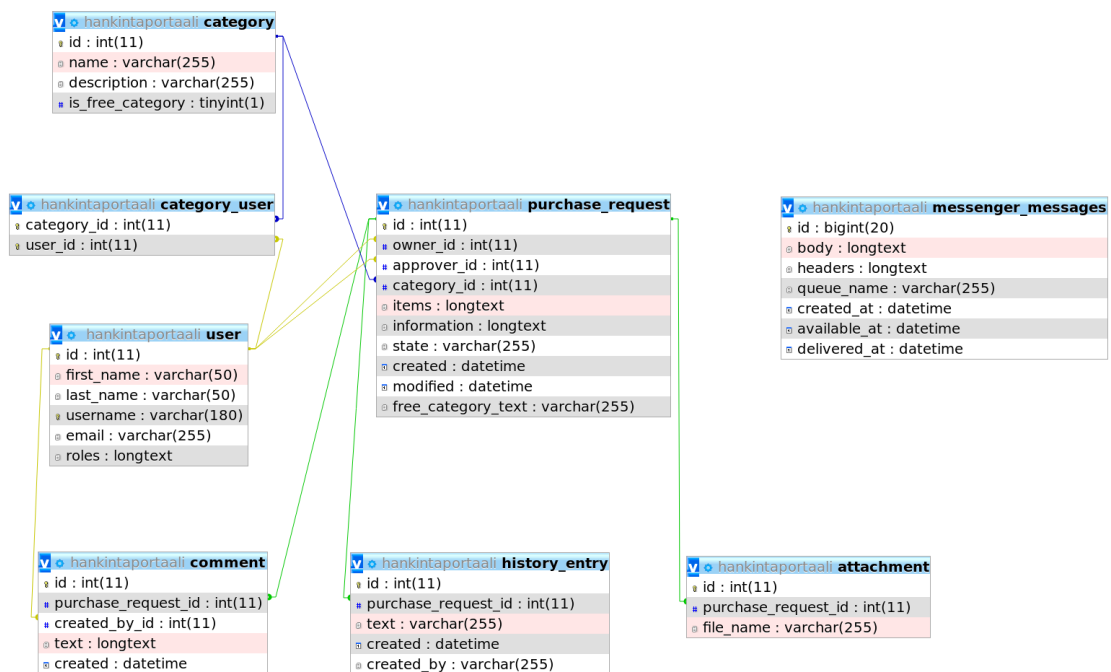 hankintaportaali category
id : int(11)
name : varchar(255)
description : varchar(255)
is_free_category : tinyint(1)
hankintaportaali category_user
category_id : int(11)
user_id : int(11)
hankintaportaali purchase_request
id : int(11)
owner_id : int(11)
approver_id : int(11)
category_id : int(11)
items : longtext
information : longtext
state : varchar(255)
created : datetime
modified : datetime
free_category_text : varchar(255)
hankintaportaali messenger_messages
id : bigint(20)
body : longtext
headers : longtext
queue_name : varchar(255)
created_at : datetime
available_at : datetime
delivered_at : datetime
hankintaportaali user
id : int(11)
first_name : varchar(50)
last_name : varchar(50)
username : varchar(180)
email : varchar(255)
roles : longtext
hankintaportaali comment
id : int(11)
purchase_request_id : int(11)
created_by_id : int(11)
text : longtext
created : datetime
hankintaportaali history_entry
id : int(11)
purchase_request_id : int(11)
text : varchar(255)
created : datetime
created_by : varchar(255)
hankintaportaali attachment
id : int(11)
purchase_request_id : int(11)
file_name : varchar(255)